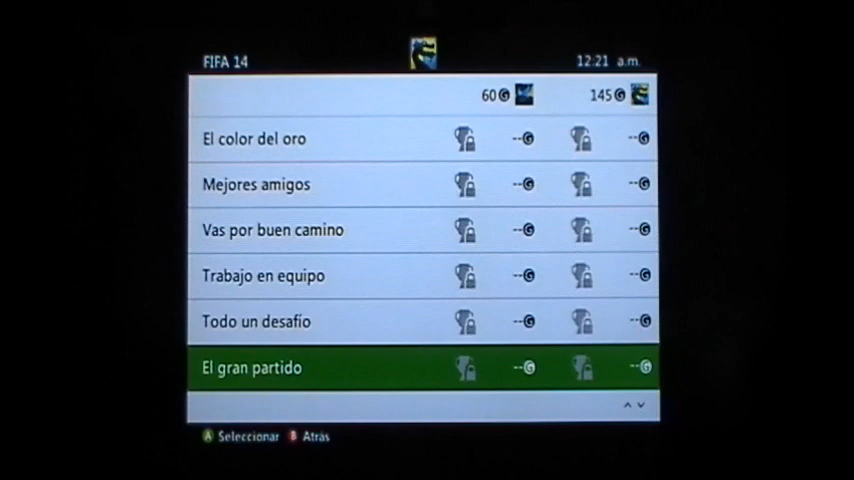 FIFA 14 12:21 a.m.
60 G 145 G
El color del oro --G --G
Mejores amigos --G --G
Vas por buen camino --G --G
Trabajo en equipo --G --G
Todo un desafío --G --G
El gran partido --G --G
A Seleccionar B Atrás